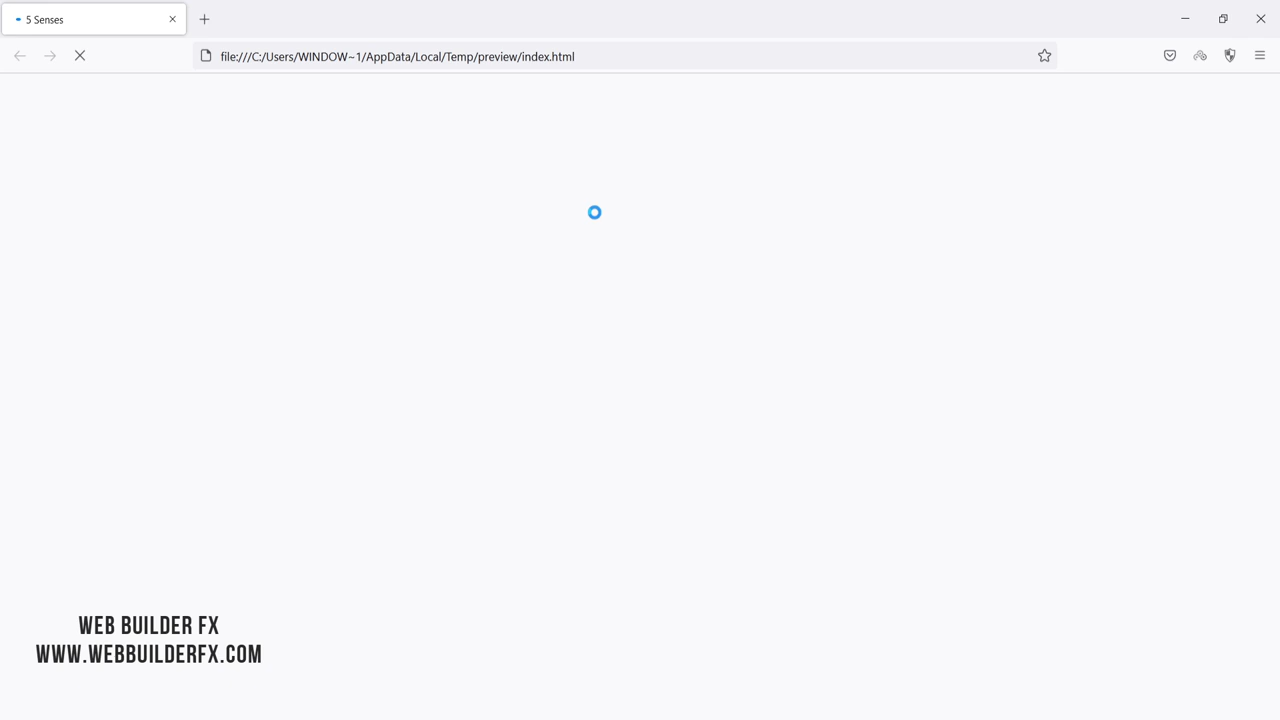 5 Senses
file:///C:/Users/WINDOW~1/AppData/Local/Temp/preview/index.html
WEB BUILDER FX
WWW.WEBBUILDERFX.COM